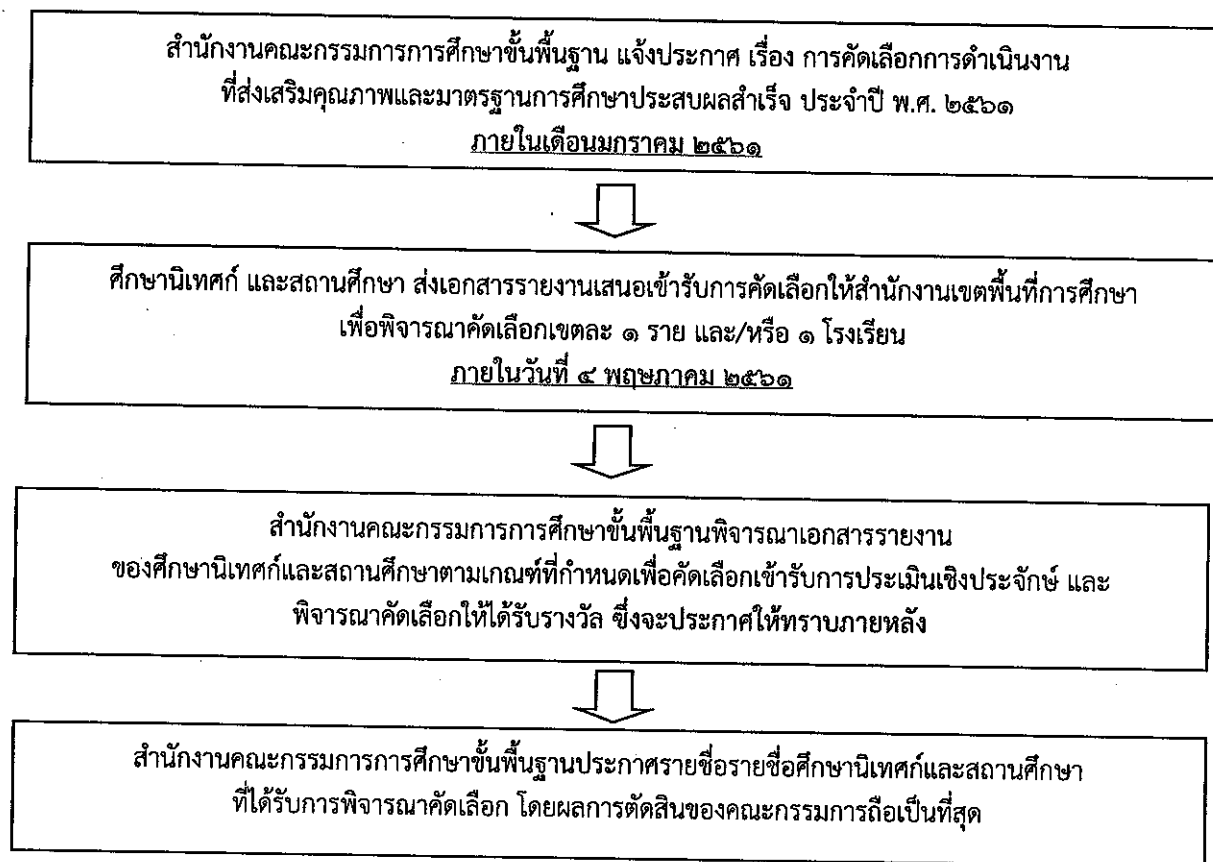 สำนักงานคณะกรรมการการศึกษาขั้นพื้นฐาน แจ้งประกาศ เรื่อง การคัดเลือกการดำเนินงาน
ที่ส่งเสริมคุณภาพและมาตรฐานการศึกษาประสบผลสำเร็จ ประจำปี พ.ศ. ๒๕๖๑
ภายในเดือนมกราคม ๒๕๖๑
ศึกษานิเทศก์ และสถานศึกษา ส่งเอกสารรายงานเสนอเข้ารับการคัดเลือกให้สำนักงานเขตพื้นที่การศึกษา
เพื่อพิจารณาคัดเลือกเขตละ ๑ ราย และ/หรือ ๑ โรงเรียน
ภายในวันที่ ๔ พฤษภาคม ๒๕๖๑
สำนักงานคณะกรรมการการศึกษาขั้นพื้นฐานพิจารณาเอกสารรายงาน
ของศึกษานิเทศก์และสถานศึกษาตามเกณฑ์ที่กำหนดเพื่อคัดเลือกเข้ารับการประเมินเชิงประจักษ์ และ
พิจารณาคัดเลือกให้ได้รับรางวัล ซึ่งจะประกาศให้ทราบภายหลัง
สำนักงานคณะกรรมการการศึกษาขั้นพื้นฐานประกาศรายชื่อรายชื่อศึกษานิเทศก์และสถานศึกษา
ที่ได้รับการพิจารณาคัดเลือก โดยผลการตัดสินของคณะกรรมการถือเป็นที่สุด